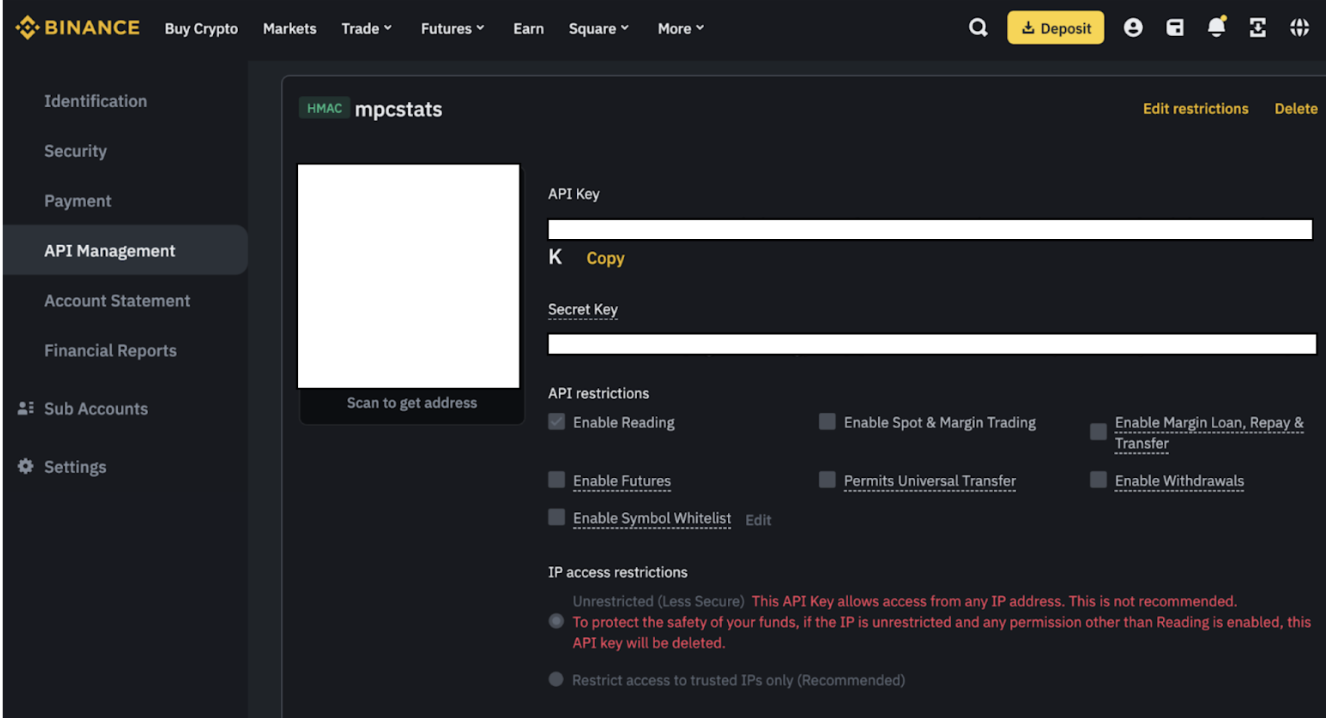 BINANCE Buy Crypto Markets Trade Futures Earn Square More Deposit
Identification
Security
Payment
API Management
Account Statement
Financial Reports
Sub Accounts
Settings
HMAC mpcstats Edit restrictions Delete
Scan to get address
API Key
K Copy
Secret Key
API restrictions
Enable Reading Enable Spot & Margin Trading Enable Margin Loan, Repay &
Transfer
Enable Futures Permits Universal Transfer Enable Withdrawals
Enable Symbol Whitelist Edit
IP access restrictions
Unrestricted (Less Secure) This API Key allows access from any IP address. This is not recommended.
To protect the safety of your funds, if the IP is unrestricted and any permission other than Reading is enabled, this
API key will be deleted.
Restrict access to trusted IPs only (Recommended)